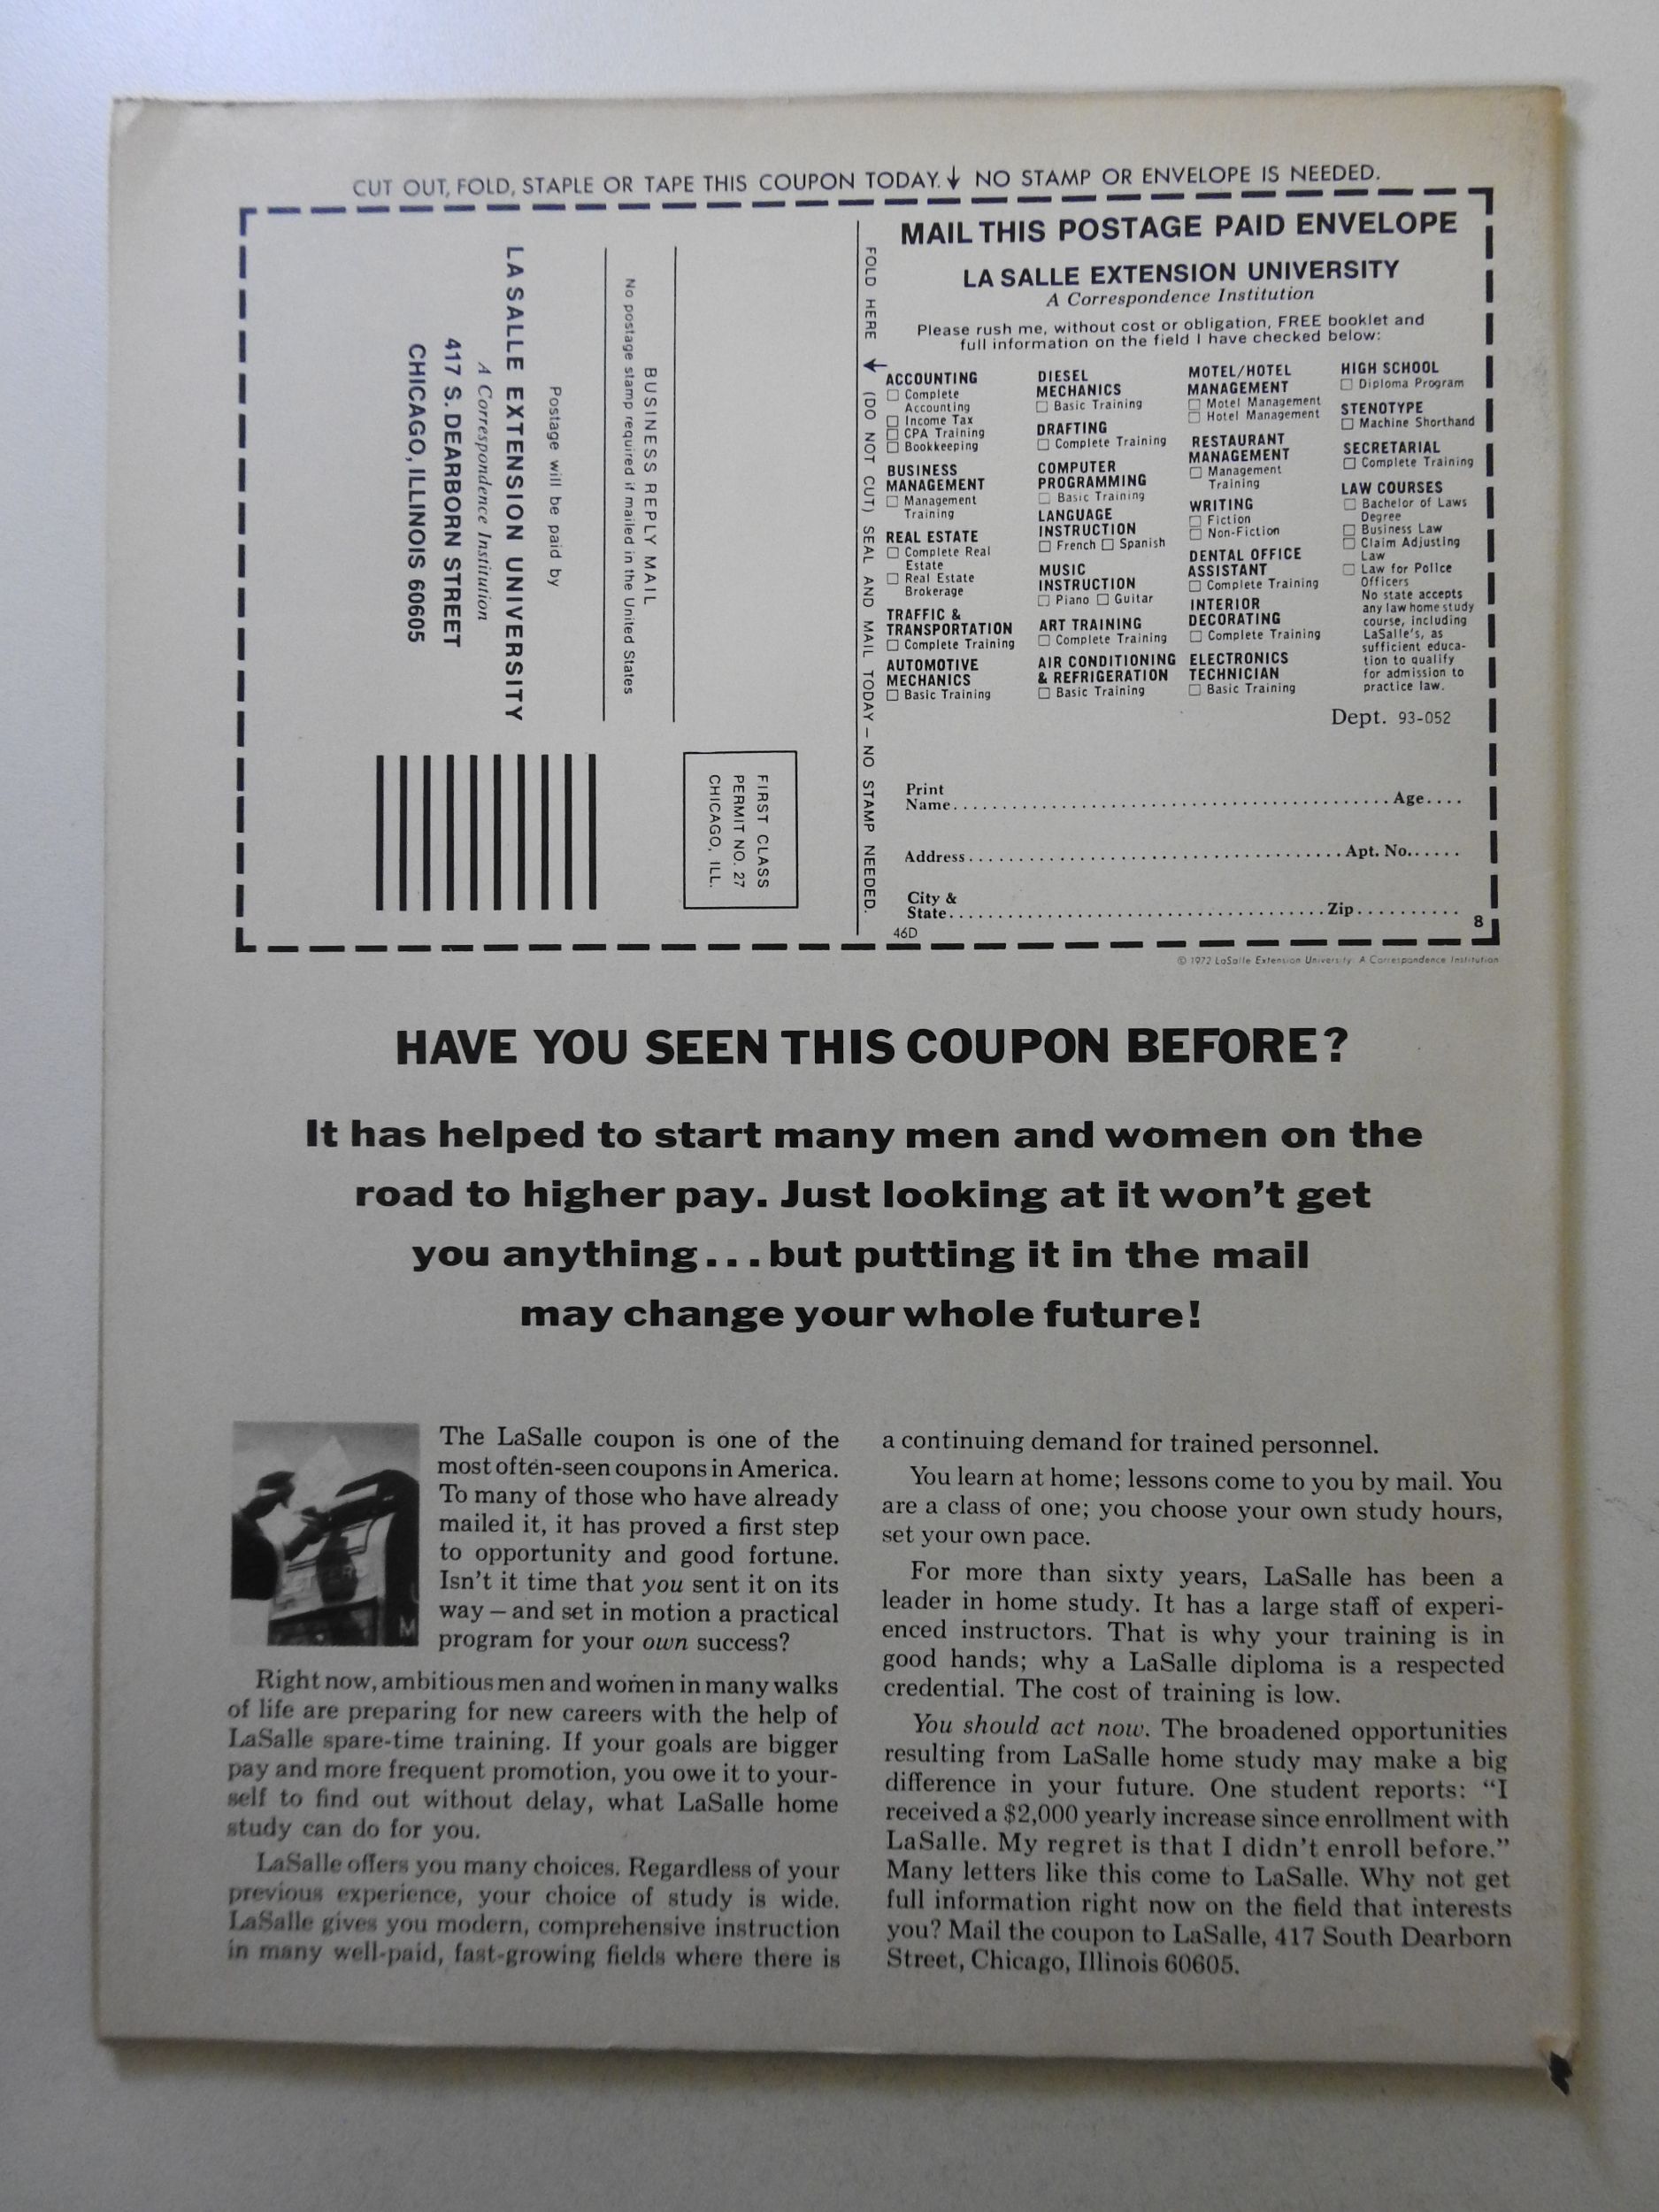 CUT OUT, FOLD, STAPLE OR TAPE THIS COUPON TODAY. ↓ NO STAMP OR ENVELOPE IS NEEDED.
BUSINESS REPLY MAIL
No postage stamp required if mailed in the United States
Postage will be paid by
LA SALLE EXTENSION UNIVERSITY
A Correspondence Institution
417 S. DEARBORN STREET
CHICAGO, ILLINOIS 60605
FIRST CLASS
PERMIT NO. 27
CHICAGO, ILL.
FOLD HERE ↓ (DO NOT CUT) SEAL AND MAIL TODAY — NO STAMP NEEDED.
MAIL THIS POSTAGE PAID ENVELOPE
LA SALLE EXTENSION UNIVERSITY
A Correspondence Institution
Please rush me, without cost or obligation, FREE booklet and
full information on the field I have checked below:
ACCOUNTING
☐ Complete
Accounting
☐ Income Tax
☐ CPA Training
☐ Bookkeeping
BUSINESS
MANAGEMENT
☐ Management
Training
REAL ESTATE
☐ Complete Real
Estate
☐ Real Estate
Brokerage
TRAFFIC &
TRANSPORTATION
☐ Complete Training
AUTOMOTIVE
MECHANICS
☐ Basic Training
DIESEL
MECHANICS
☐ Basic Training
DRAFTING
☐ Complete Training
COMPUTER
PROGRAMMING
☐ Basic Training
LANGUAGE
INSTRUCTION
☐ French ☐ Spanish
MUSIC
INSTRUCTION
☐ Piano ☐ Guitar
ART TRAINING
☐ Complete Training
AIR CONDITIONING
& REFRIGERATION
☐ Basic Training
MOTEL/HOTEL
MANAGEMENT
☐ Motel Management
☐ Hotel Management
RESTAURANT
MANAGEMENT
☐ Management
Training
WRITING
☐ Fiction
☐ Non-Fiction
DENTAL OFFICE
ASSISTANT
☐ Complete Training
INTERIOR
DECORATING
☐ Complete Training
ELECTRONICS
TECHNICIAN
☐ Basic Training
HIGH SCHOOL
☐ Diploma Program
STENOTYPE
☐ Machine Shorthand
SECRETARIAL
☐ Complete Training
LAW COURSES
☐ Bachelor of Laws
Degree
☐ Business Law
☐ Claim Adjusting
Law
☐ Law for Police
Officers
No state accepts
any law home study
course, including
LaSalle's, as
sufficient educa-
tion to qualify
for admission to
practice law.
Dept. 93-052
Print
Name........................................Age....
Address........................................Apt. No......
City &
State........................................Zip..........
46D
8
© 1972 LaSalle Extension University. A Correspondence Institution
HAVE YOU SEEN THIS COUPON BEFORE?
It has helped to start many men and women on the
road to higher pay. Just looking at it won't get
you anything...but putting it in the mail
may change your whole future!
M
The LaSalle coupon is one of the
most often-seen coupons in America.
To many of those who have already
mailed it, it has proved a first step
to opportunity and good fortune.
Isn't it time that you sent it on its
way – and set in motion a practical
program for your own success?
Right now, ambitious men and women in many walks
of life are preparing for new careers with the help of
LaSalle spare-time training. If your goals are bigger
pay and more frequent promotion, you owe it to your-
self to find out without delay, what LaSalle home
study can do for you.
LaSalle offers you many choices. Regardless of your
previous experience, your choice of study is wide.
LaSalle gives you modern, comprehensive instruction
in many well-paid, fast-growing fields where there is
a continuing demand for trained personnel.
You learn at home; lessons come to you by mail. You
are a class of one; you choose your own study hours,
set your own pace.
For more than sixty years, LaSalle has been a
leader in home study. It has a large staff of experi-
enced instructors. That is why your training is in
good hands; why a LaSalle diploma is a respected
credential. The cost of training is low.
You should act now. The broadened opportunities
resulting from LaSalle home study may make a big
difference in your future. One student reports: “I
received a $2,000 yearly increase since enrollment with
LaSalle. My regret is that I didn't enroll before.”
Many letters like this come to LaSalle. Why not get
full information right now on the field that interests
you? Mail the coupon to LaSalle, 417 South Dearborn
Street, Chicago, Illinois 60605.